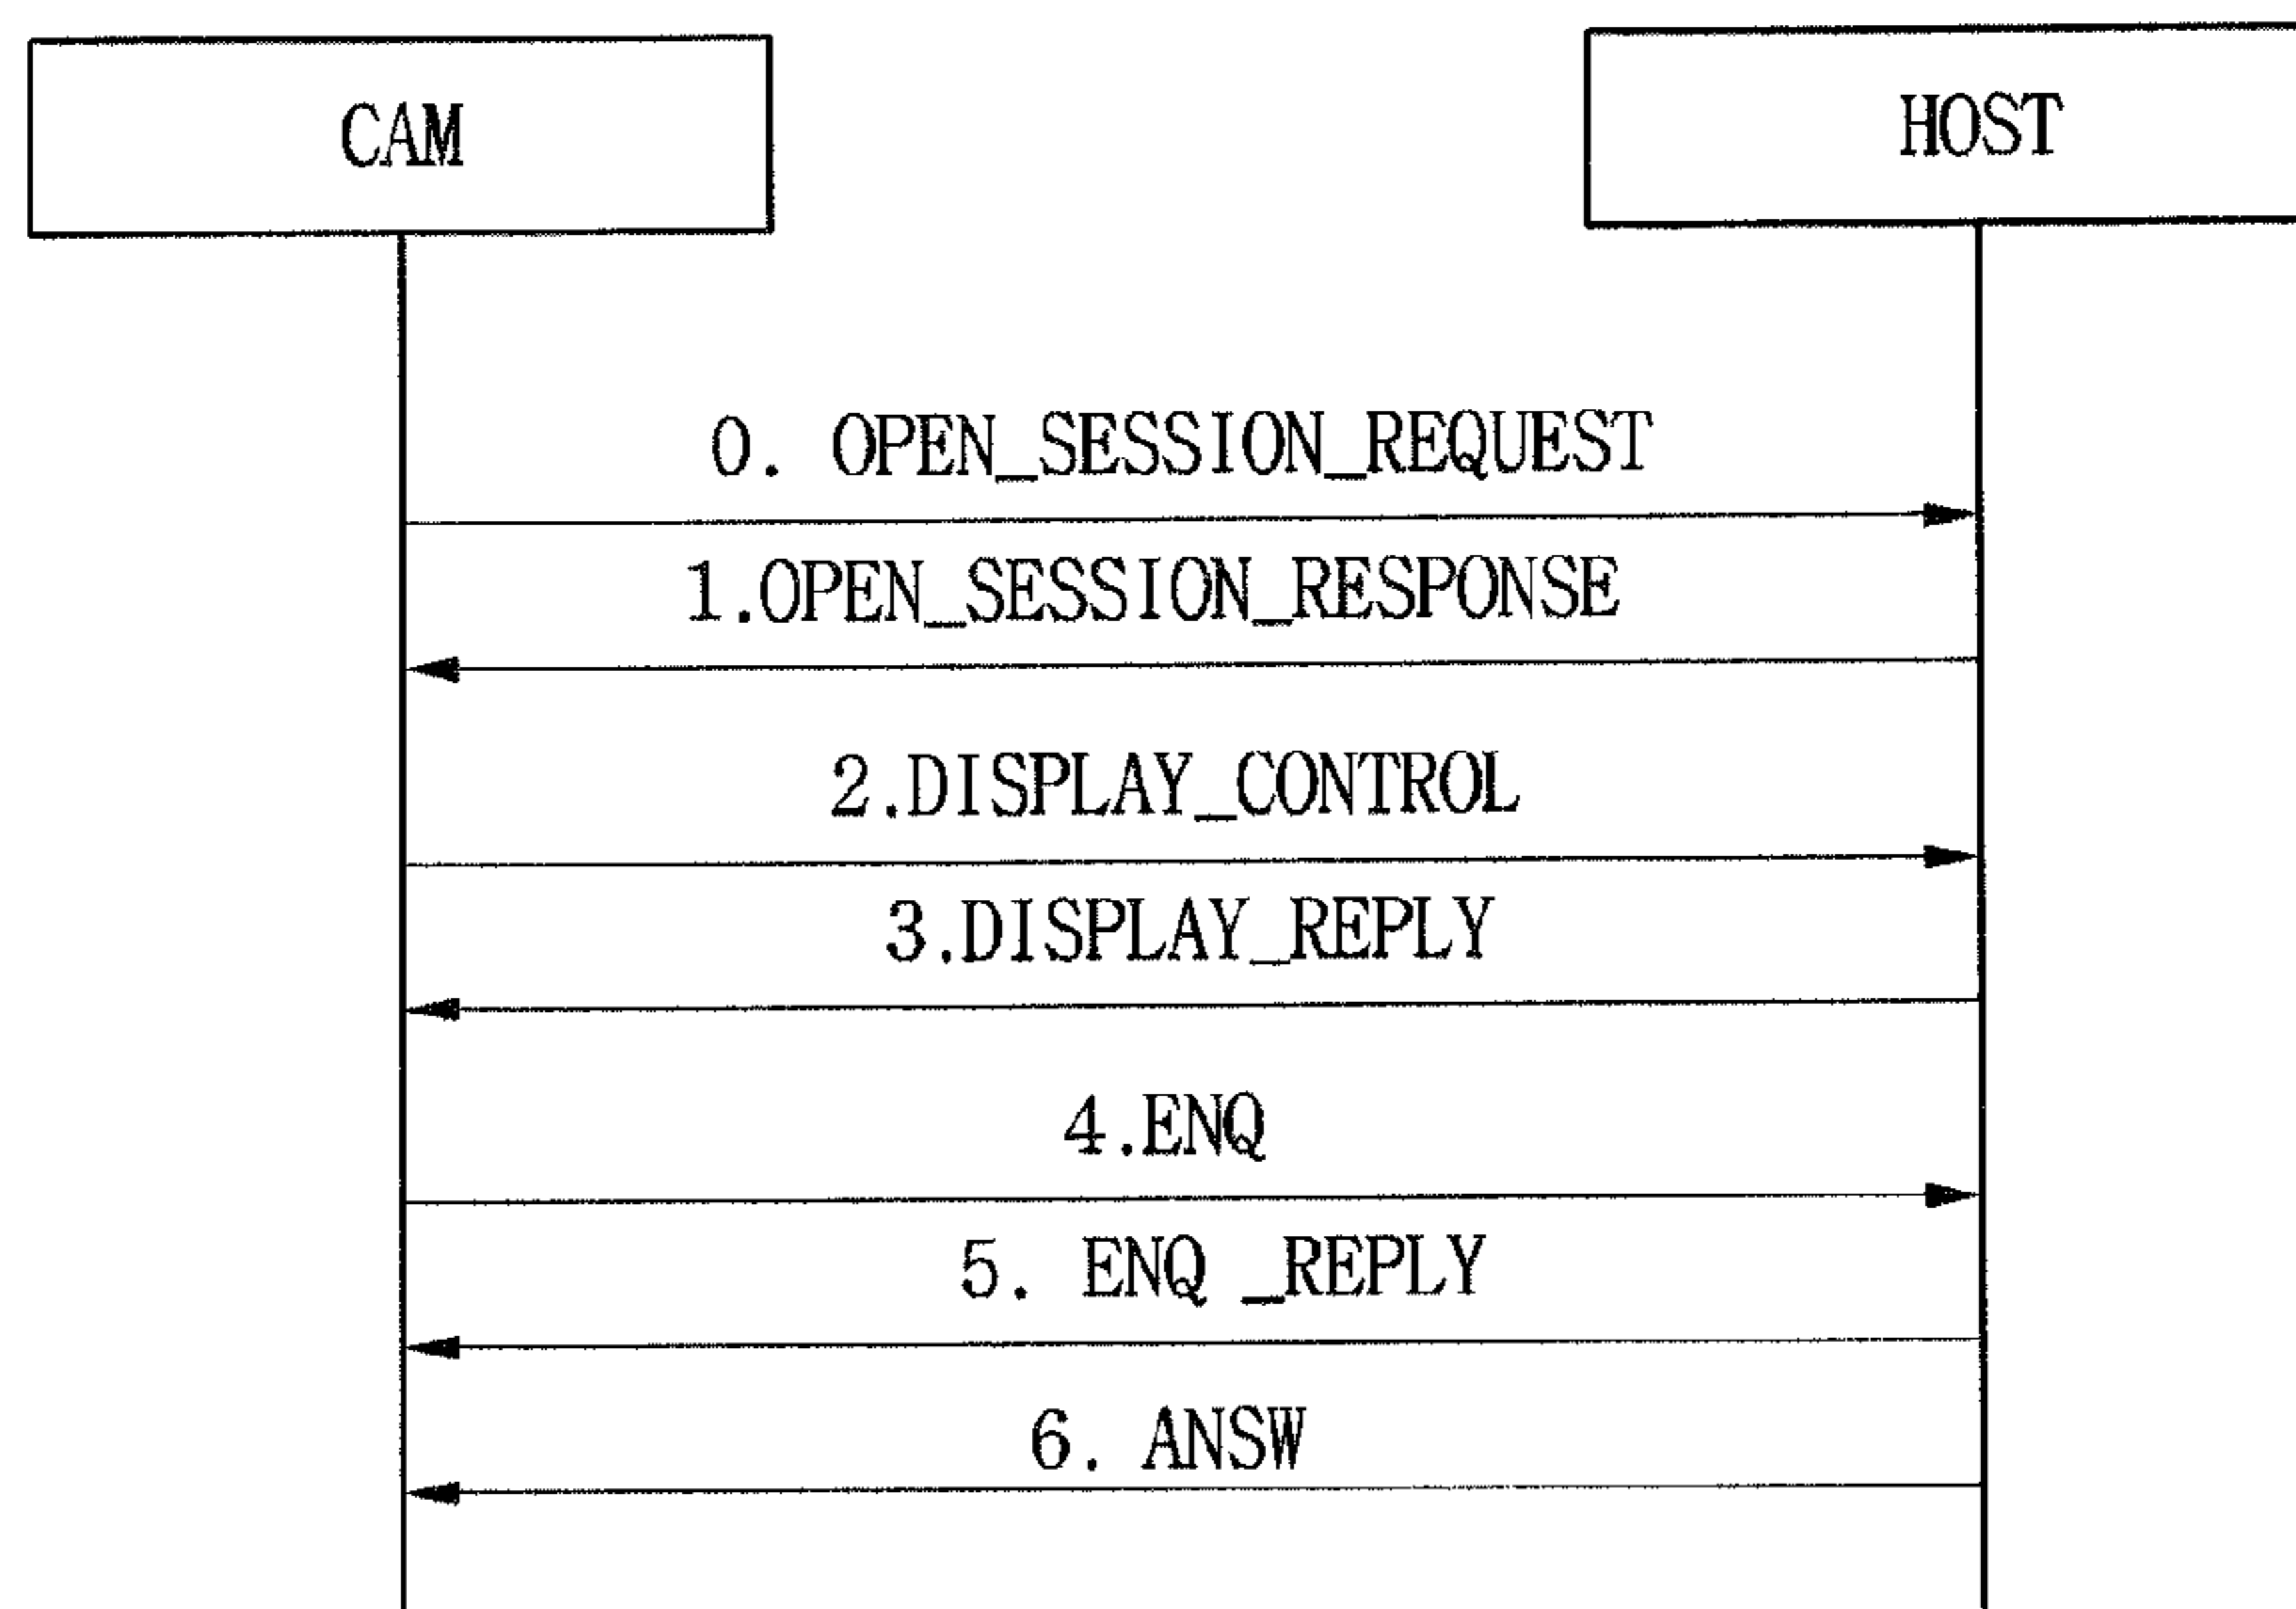 CAM
HOST
0. OPEN_SESSION_REQUEST
1.OPEN_SESSION_RESPONSE
2.DISPLAY_CONTROL
3.DISPLAY_REPLY
4.ENQ
5. ENQ _REPLY
6. ANSW